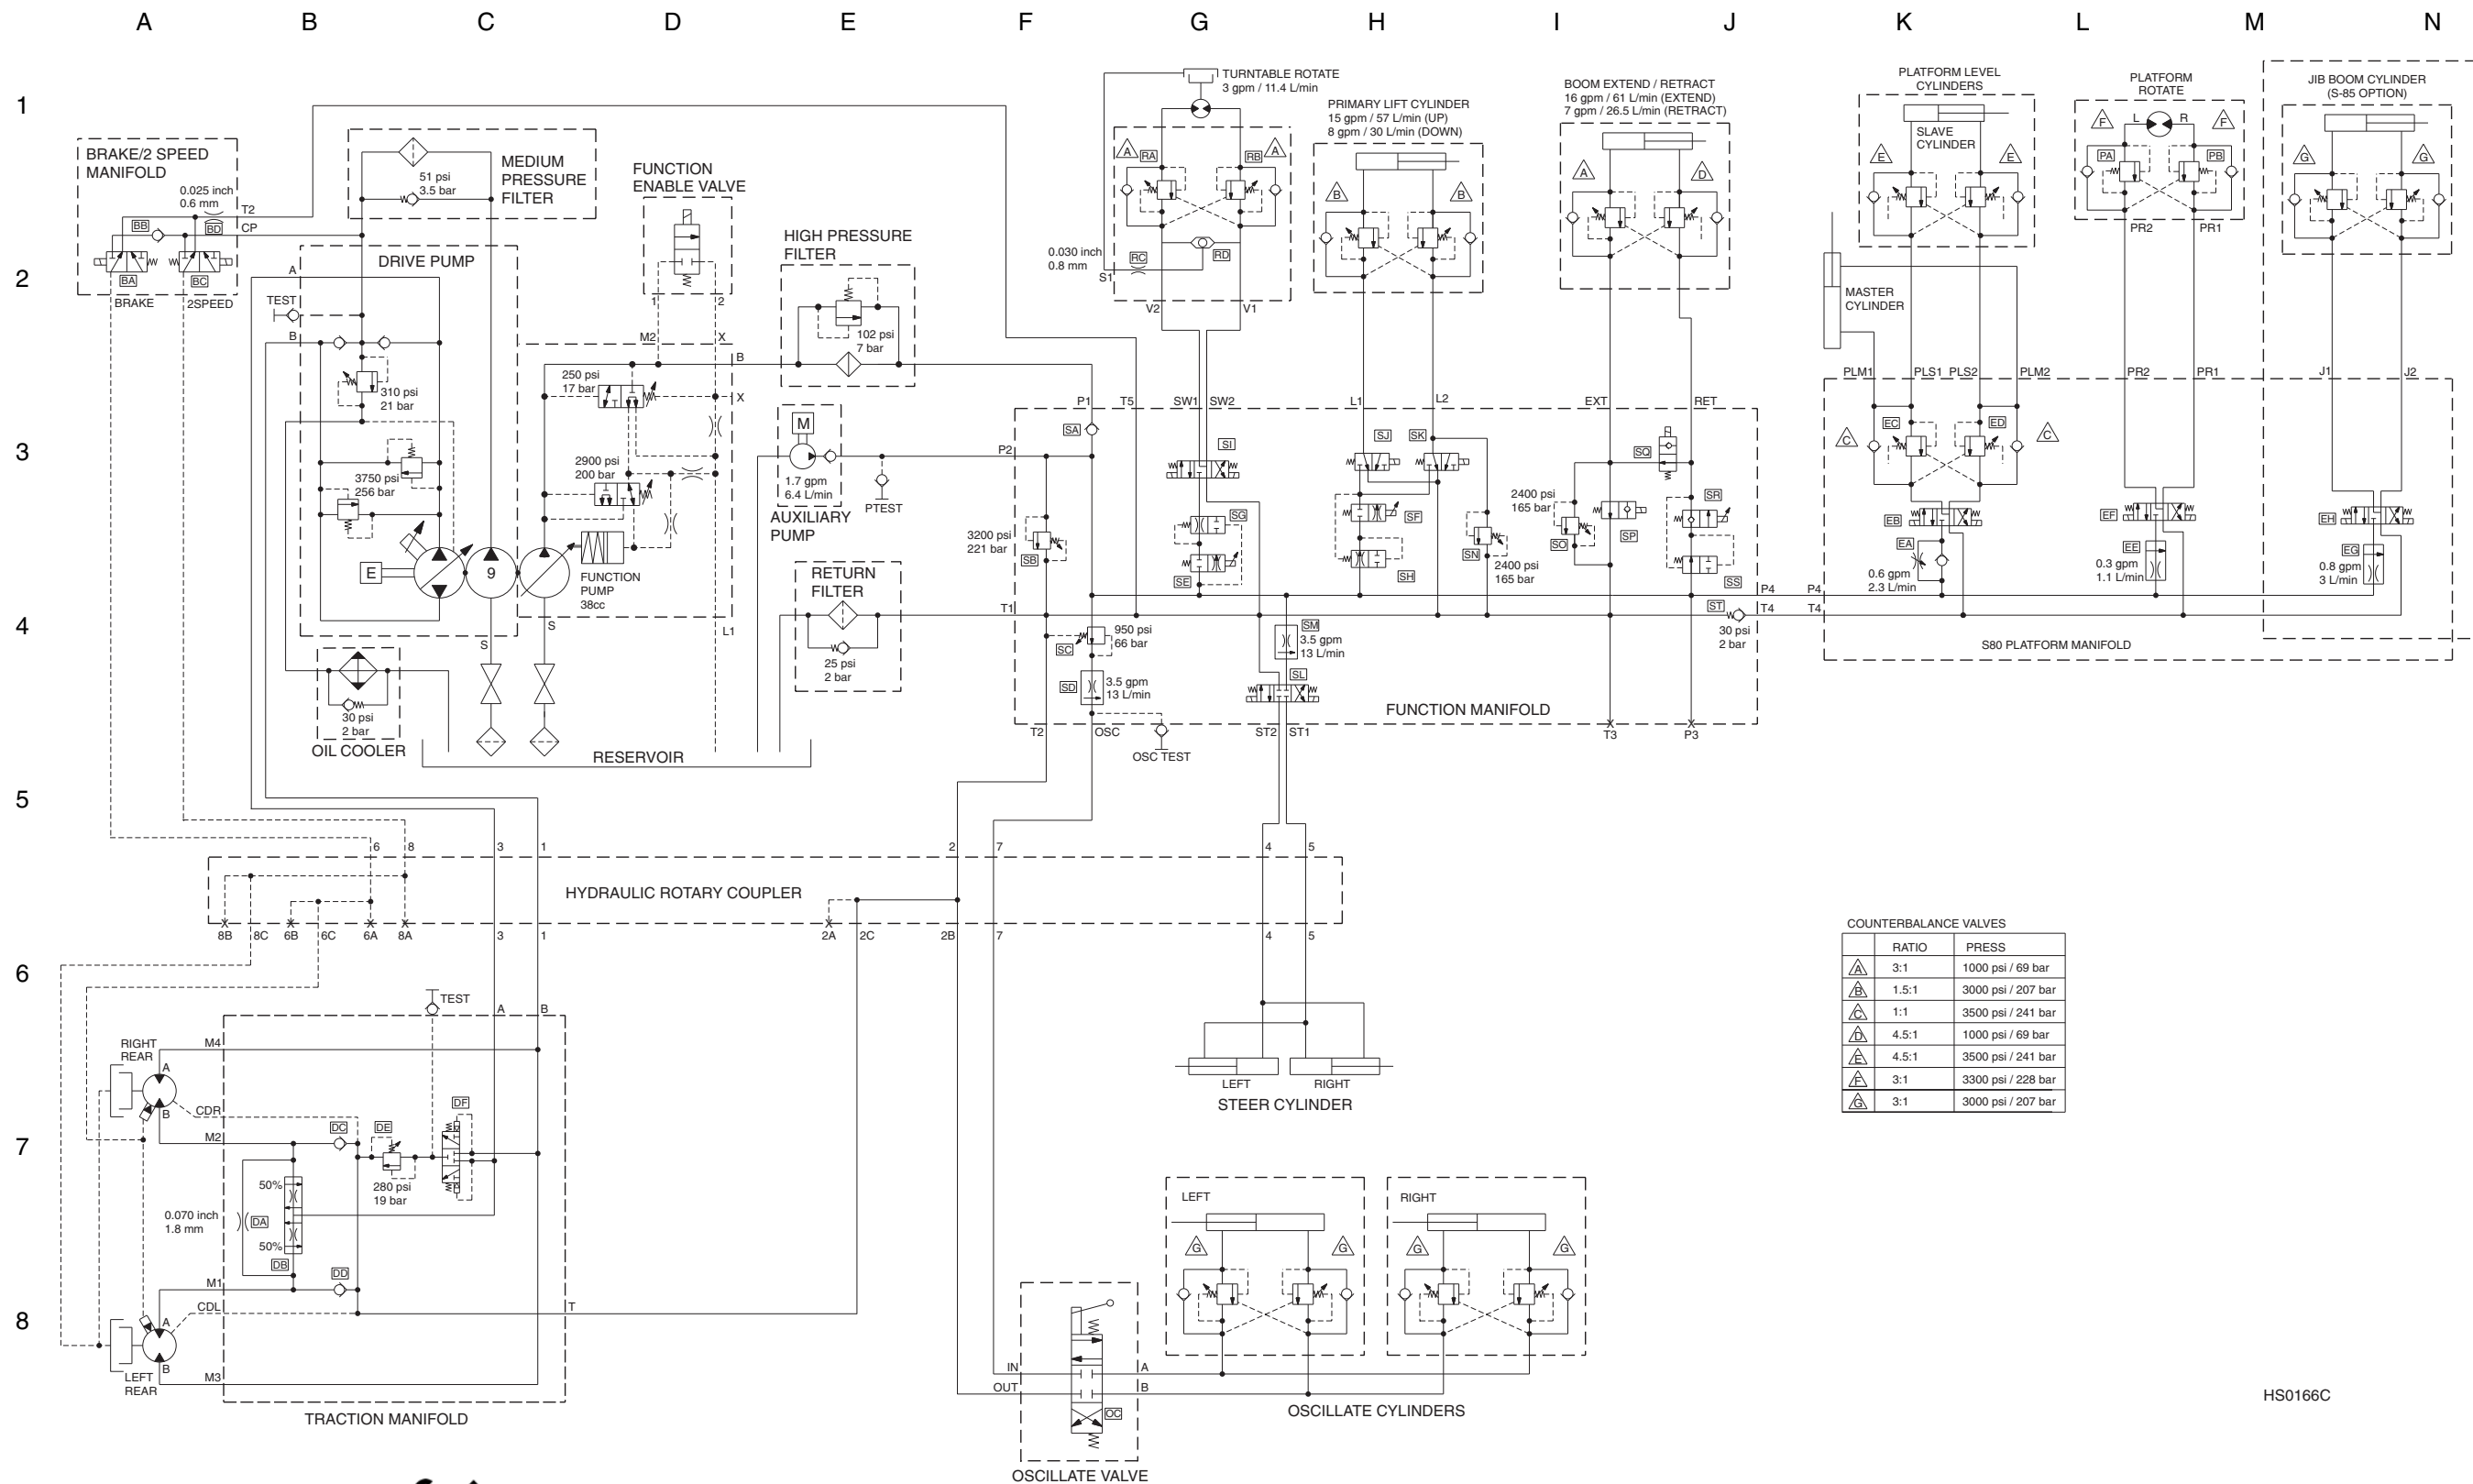 A B C D E F G H I J K L M N
1
2
3
4
5
6
7
8
BRAKE/2 SPEED
MANIFOLD
0.025 inch
0.6 mm
T2
CP
BB
BD
BA
BC
BRAKE
2SPEED
MEDIUM
PRESSURE
FILTER
51 psi
3.5 bar
DRIVE PUMP
A
TEST
B
310 psi
21 bar
3750 psi
256 bar
E
9
S
FUNCTION
ENABLE VALVE
1
2
M2
X
B
250 psi
17 bar
X
2900 psi
200 bar
FUNCTION
PUMP
38cc
S
L1
HIGH PRESSURE
FILTER
102 psi
7 bar
M
1.7 gpm
6.4 L/min
AUXILIARY
PUMP
PTEST
RETURN
FILTER
25 psi
2 bar
30 psi
2 bar
OIL COOLER
RESERVOIR
TURNTABLE ROTATE
3 gpm / 11.4 L/min
A
RA
RB
A
0.030 inch
0.8 mm
S1
RC
RD
V2
V1
PRIMARY LIFT CYLINDER
15 gpm / 57 L/min (UP)
8 gpm / 30 L/min (DOWN)
B
B
BOOM EXTEND / RETRACT
16 gpm / 61 L/min (EXTEND)
7 gpm / 26.5 L/min (RETRACT)
A
D
PLATFORM LEVEL
CYLINDERS
SLAVE
CYLINDER
E
E
MASTER
CYLINDER
PLATFORM
ROTATE
F
L
R
F
PA
PB
PR2
PR1
JIB BOOM CYLINDER
(S-85 OPTION)
G
G
P1
T5
SW1
SW2
L1
L2
EXT
RET
SA
P2
SI
SJ
SK
SQ
SG
SF
SE
SH
SN
2400 psi
165 bar
2400 psi
165 bar
SO
SP
SR
SS
3200 psi
221 bar
SB
T1
950 psi
66 bar
SC
3.5 gpm
13 L/min
SD
SM
3.5 gpm
13 L/min
SL
ST
30 psi
2 bar
P4
T4
FUNCTION MANIFOLD
T2
OSC
OSC TEST
ST2
ST1
T3
P3
PLM1
PLS1
PLS2
PLM2
PR2
PR1
J1
J2
C
EC
ED
C
EB
EA
0.6 gpm
2.3 L/min
EF
EE
0.3 gpm
1.1 L/min
EH
EG
0.8 gpm
3 L/min
P4
T4
S80 PLATFORM MANIFOLD
6
8
3
1
2
7
4
5
HYDRAULIC ROTARY COUPLER
8B
8C
6B
6C
6A
8A
3
1
2A
2C
2B
7
4
5
TEST
A
B
RIGHT
REAR
A
B
M4
CDR
M2
DC
DE
DF
280 psi
19 bar
50%
0.070 inch
1.8 mm
DA
50%
DB
DD
M1
CDL
T
A
B
LEFT
REAR
M3
TRACTION MANIFOLD
LEFT
RIGHT
STEER CYLINDER
LEFT
G
G
RIGHT
G
G
IN
OUT
A
B
OC
OSCILLATE CYLINDERS
OSCILLATE VALVE
COUNTERBALANCE VALVES
RATIO PRESS
A 3:1 1000 psi / 69 bar
B 1.5:1 3000 psi / 207 bar
C 1:1 3500 psi / 241 bar
D 4.5:1 1000 psi / 69 bar
E 4.5:1 3500 psi / 241 bar
F 3:1 3300 psi / 228 bar
G 3:1 3000 psi / 207 bar
HS0166C